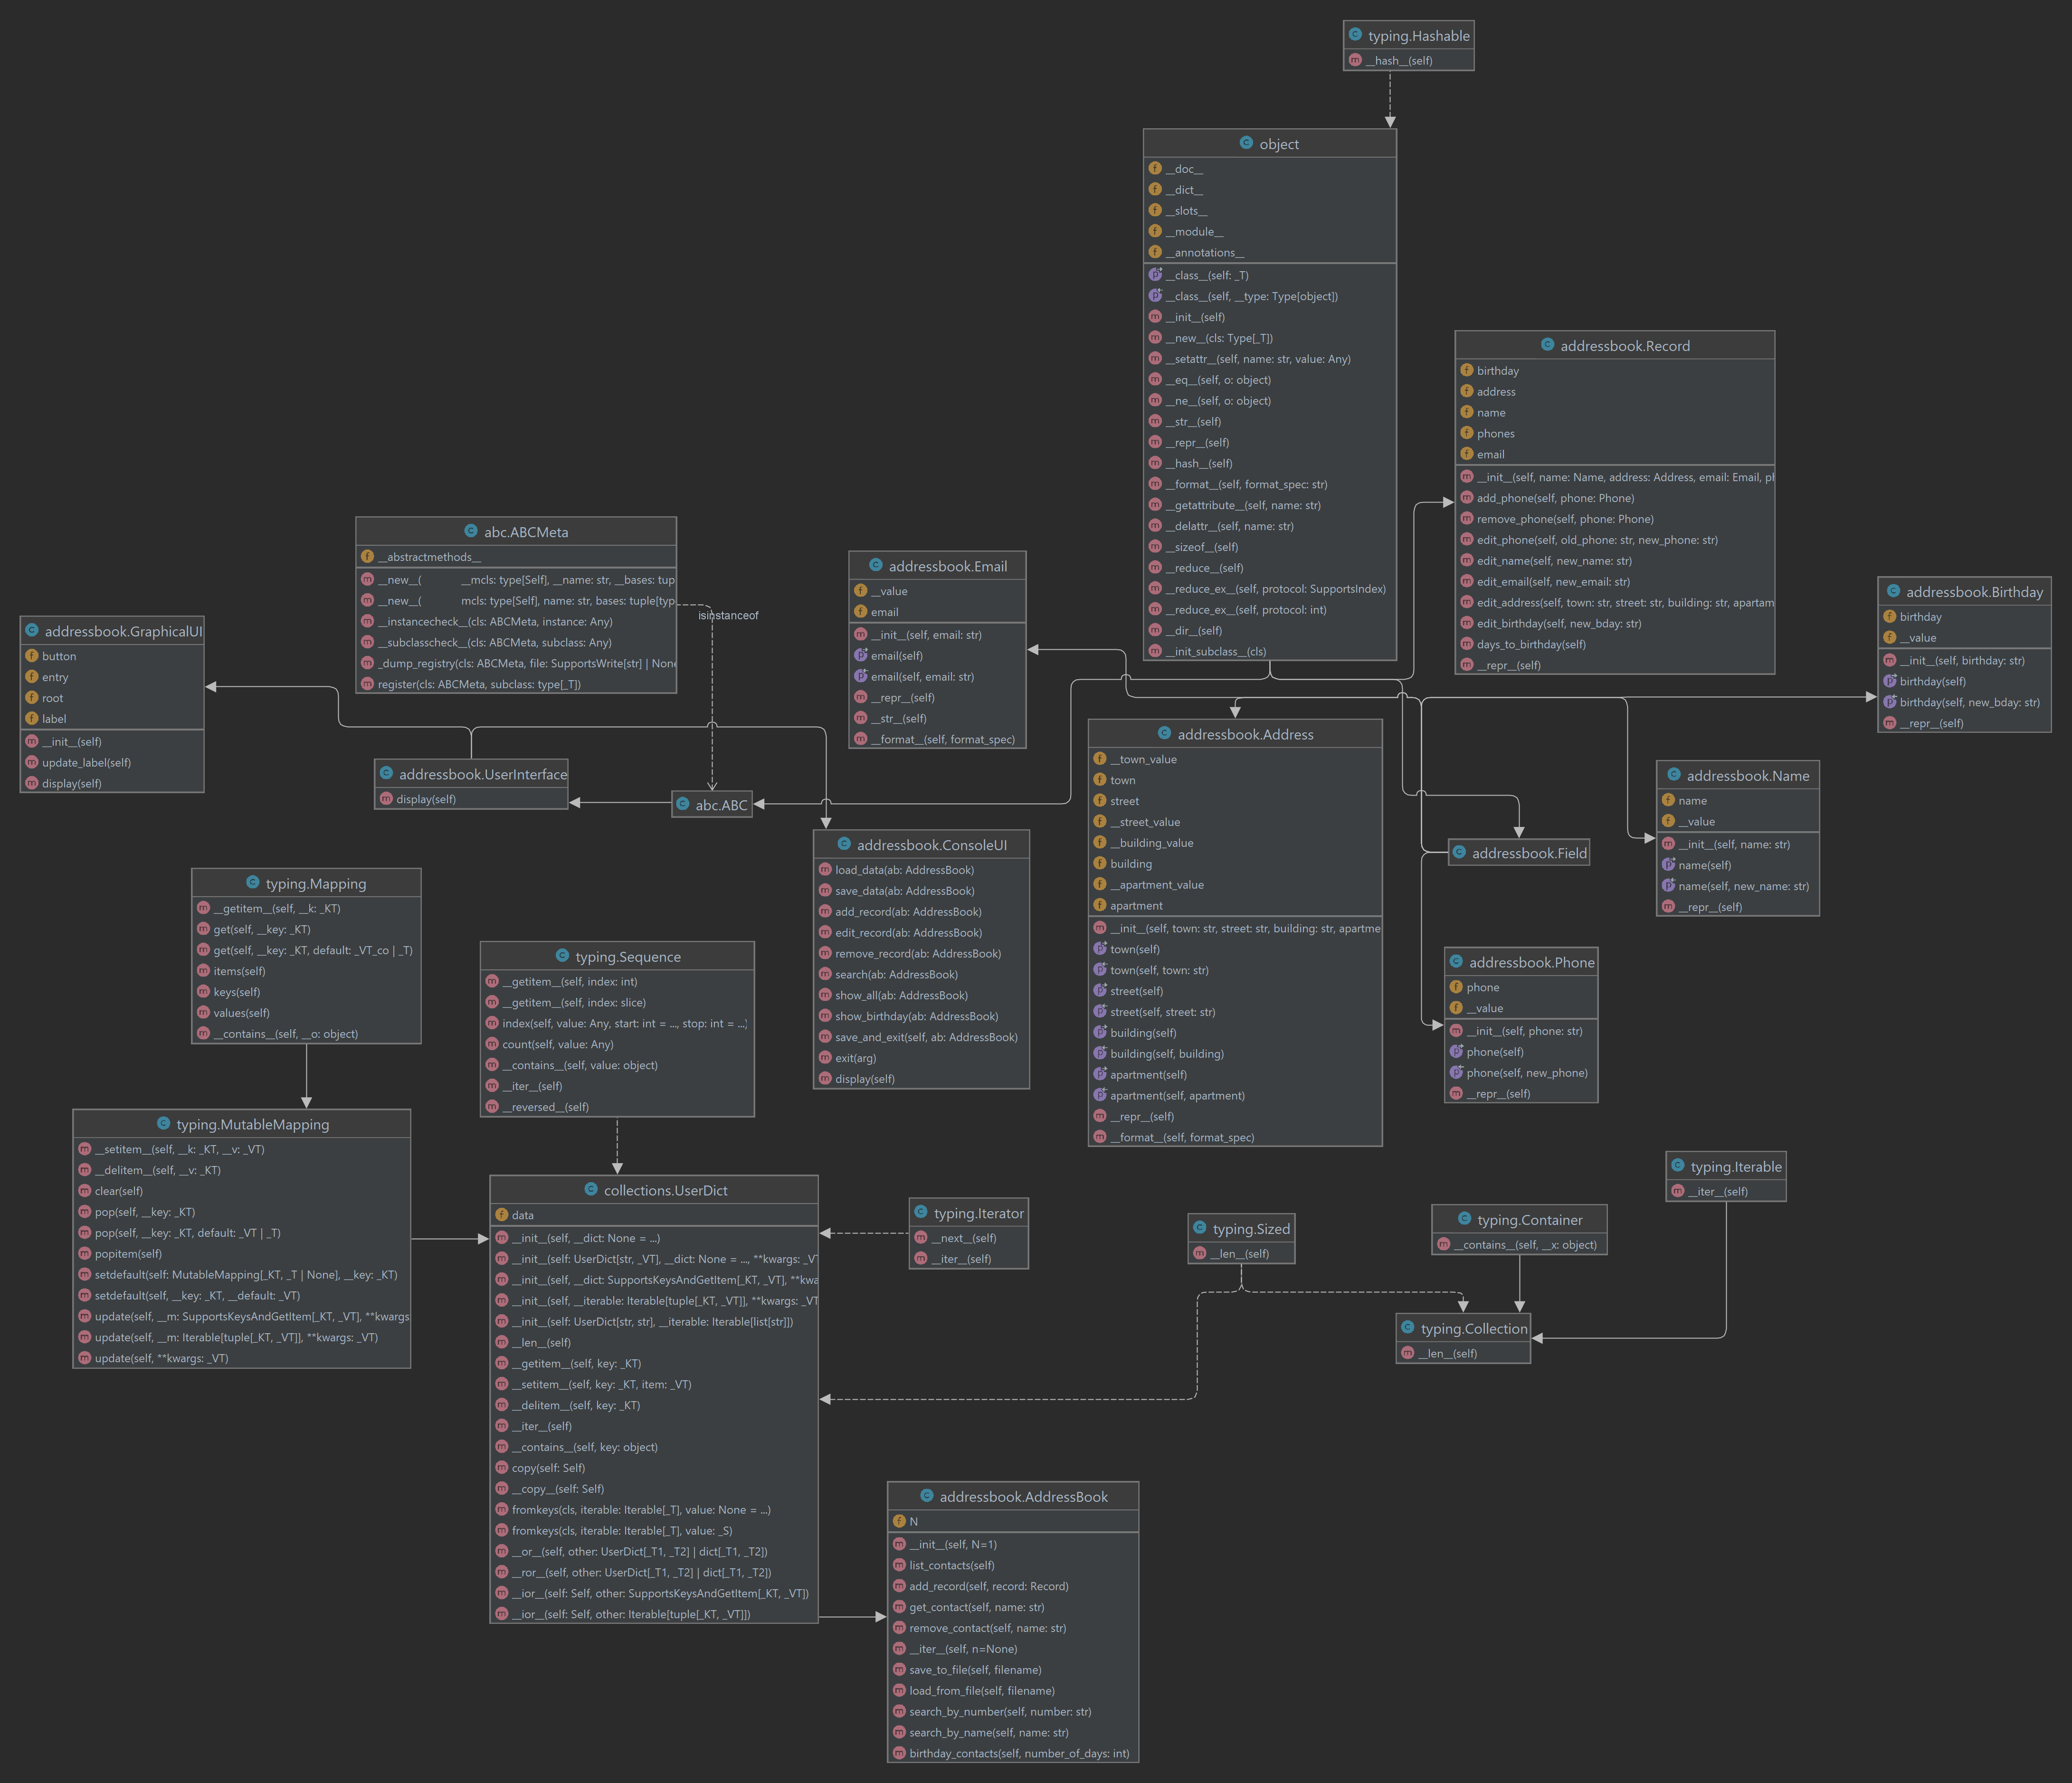 typing.Hashable
__hash__(self)
object
__doc__
__dict__
__slots__
__module__
__annotations__
__class__(self: _T)
__class__(self, __type: Type[object])
__init__(self)
__new__(cls: Type[_T])
__setattr__(self, name: str, value: Any)
__eq__(self, o: object)
__ne__(self, o: object)
__str__(self)
__repr__(self)
__hash__(self)
__format__(self, format_spec: str)
__getattribute__(self, name: str)
__delattr__(self, name: str)
__sizeof__(self)
__reduce__(self)
__reduce_ex__(self, protocol: SupportsIndex)
__reduce_ex__(self, protocol: int)
__dir__(self)
__init_subclass__(cls)
addressbook.Record
birthday
address
name
phones
email
__init__(self, name: Name, address: Address, email: Email, pl
add_phone(self, phone: Phone)
remove_phone(self, phone: Phone)
edit_phone(self, old_phone: str, new_phone: str)
edit_name(self, new_name: str)
edit_email(self, new_email: str)
edit_address(self, town: str, street: str, building: str, apartam
edit_birthday(self, new_bday: str)
days_to_birthday(self)
__repr__(self)
abc.ABCMeta
__abstractmethods__
__new__( __mcls: type[Self], __name: str, __bases: tup
__new__( mcls: type[Self], name: str, bases: tuple[typ
__instancecheck__(cls: ABCMeta, instance: Any)
__subclasscheck__(cls: ABCMeta, subclass: Any)
_dump_registry(cls: ABCMeta, file: SupportsWrite[str] | None
register(cls: ABCMeta, subclass: type[_T])
isinstanceof
addressbook.Email
__value
email
__init__(self, email: str)
email(self)
email(self, email: str)
__repr__(self)
__str__(self)
__format__(self, format_spec)
addressbook.Birthday
birthday
__value
__init__(self, birthday: str)
birthday(self)
birthday(self, new_bday: str)
__repr__(self)
addressbook.GraphicalUI
button
entry
root
label
__init__(self)
update_label(self)
display(self)
addressbook.UserInterface
display(self)
abc.ABC
addressbook.Address
__town_value
town
street
__street_value
__building_value
building
__apartment_value
apartment
__init__(self, town: str, street: str, building: str, apartme
town(self)
town(self, town: str)
street(self)
street(self, street: str)
building(self)
building(self, building)
apartment(self)
apartment(self, apartment)
__repr__(self)
__format__(self, format_spec)
addressbook.Name
name
__value
__init__(self, name: str)
name(self)
name(self, new_name: str)
__repr__(self)
addressbook.Field
addressbook.ConsoleUI
load_data(ab: AddressBook)
save_data(ab: AddressBook)
add_record(ab: AddressBook)
edit_record(ab: AddressBook)
remove_record(ab: AddressBook)
search(ab: AddressBook)
show_all(ab: AddressBook)
show_birthday(ab: AddressBook)
save_and_exit(self, ab: AddressBook)
exit(arg)
display(self)
typing.Mapping
__getitem__(self, __k: _KT)
get(self, __key: _KT)
get(self, __key: _KT, default: _VT_co | _T)
items(self)
keys(self)
values(self)
__contains__(self, __o: object)
typing.Sequence
__getitem__(self, index: int)
__getitem__(self, index: slice)
index(self, value: Any, start: int = ..., stop: int = ...)
count(self, value: Any)
__contains__(self, value: object)
__iter__(self)
__reversed__(self)
addressbook.Phone
phone
__value
__init__(self, phone: str)
phone(self)
phone(self, new_phone)
__repr__(self)
typing.MutableMapping
__setitem__(self, __k: _KT, __v: _VT)
__delitem__(self, __v: _KT)
clear(self)
pop(self, __key: _KT)
pop(self, __key: _KT, default: _VT | _T)
popitem(self)
setdefault(self: MutableMapping[_KT, _T | None], __key: _KT)
setdefault(self, __key: _KT, __default: _VT)
update(self, __m: SupportsKeysAndGetItem[_KT, _VT], **kwargs
update(self, __m: Iterable[tuple[_KT, _VT]], **kwargs: _VT)
update(self, **kwargs: _VT)
collections.UserDict
data
__init__(self, __dict: None = ...)
__init__(self: UserDict[str, _VT], __dict: None = ..., **kwargs: _VT
__init__(self, __dict: SupportsKeysAndGetItem[_KT, _VT], **kwa
__init__(self, __iterable: Iterable[tuple[_KT, _VT]], **kwargs: _VT
__init__(self: UserDict[str, str], __iterable: Iterable[list[str]])
__len__(self)
__getitem__(self, key: _KT)
__setitem__(self, key: _KT, item: _VT)
__delitem__(self, key: _KT)
__iter__(self)
__contains__(self, key: object)
copy(self: Self)
__copy__(self: Self)
fromkeys(cls, iterable: Iterable[_T], value: None = ...)
fromkeys(cls, iterable: Iterable[_T], value: _S)
__or__(self, other: UserDict[_T1, _T2] | dict[_T1, _T2])
__ror__(self, other: UserDict[_T1, _T2] | dict[_T1, _T2])
__ior__(self: Self, other: SupportsKeysAndGetItem[_KT, _VT])
__ior__(self: Self, other: Iterable[tuple[_KT, _VT]])
typing.Iterator
__next__(self)
__iter__(self)
typing.Sized
__len__(self)
typing.Container
__contains__(self, __x: object)
typing.Iterable
__iter__(self)
typing.Collection
__len__(self)
addressbook.AddressBook
N
__init__(self, N=1)
list_contacts(self)
add_record(self, record: Record)
get_contact(self, name: str)
remove_contact(self, name: str)
__iter__(self, n=None)
save_to_file(self, filename)
load_from_file(self, filename)
search_by_number(self, number: str)
search_by_name(self, name: str)
birthday_contacts(self, number_of_days: int)